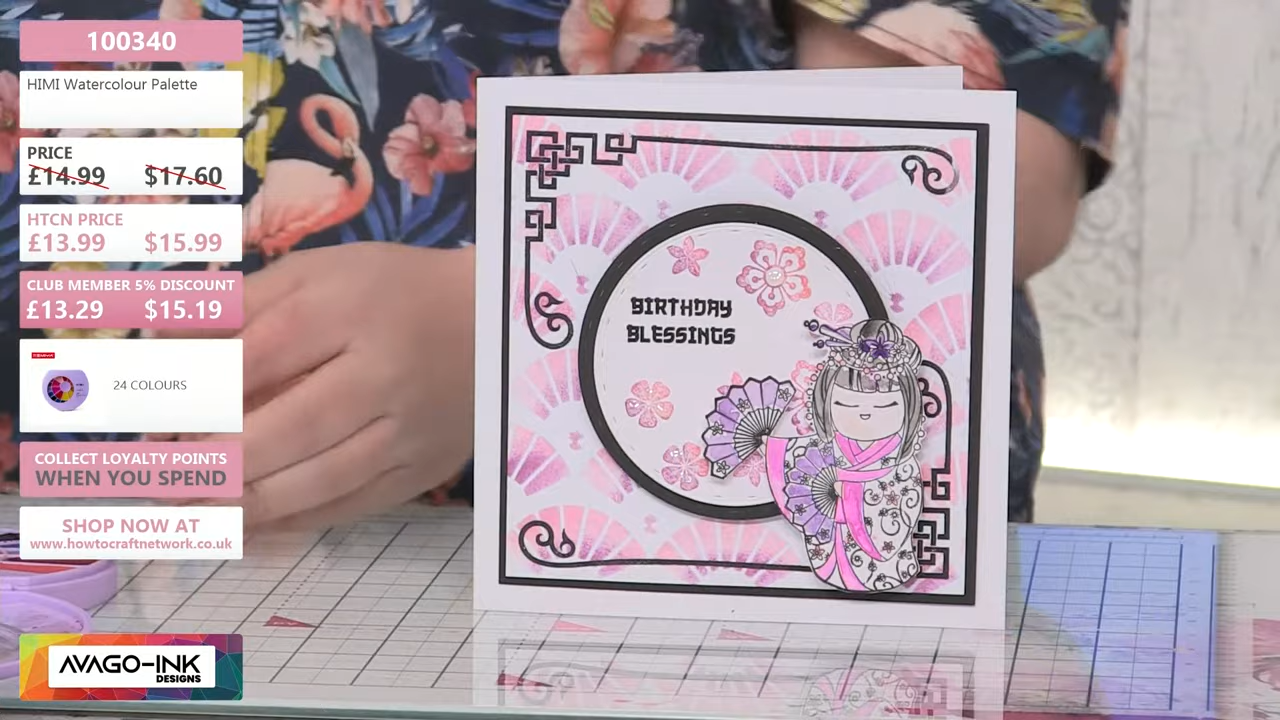 100340
HIMI Watercolour Palette
PRICE
£14.99 $17.60
HTCN PRICE
£13.99 $15.99
CLUB MEMBER 5% DISCOUNT
£13.29 $15.19
24 COLOURS
COLLECT LOYALTY POINTS
WHEN YOU SPEND
SHOP NOW AT
www.howtocraftnetwork.co.uk
AVAGO-INK
DESIGNS
BIRTHDAY
BLESSINGS